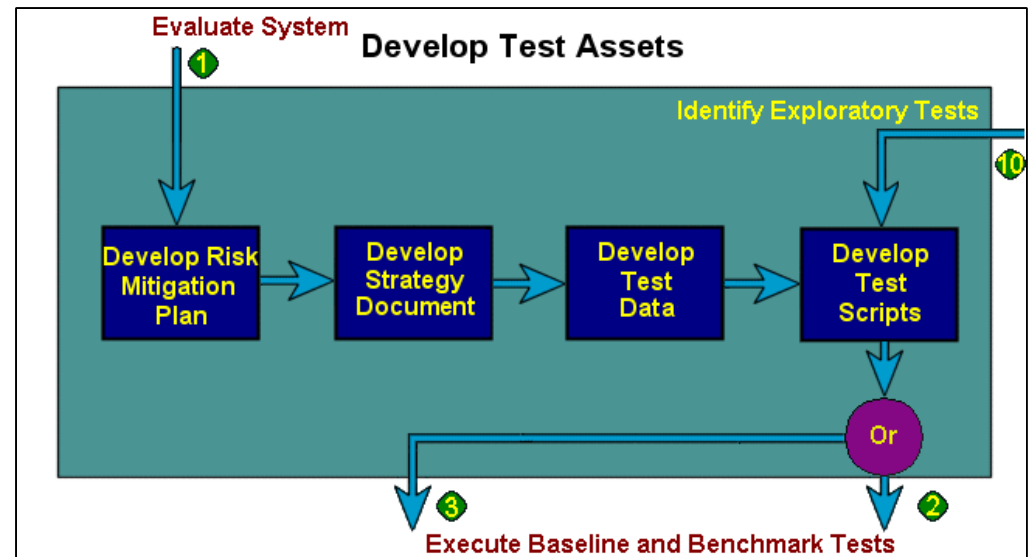 Evaluate System
Develop Test Assets
1
Identify Exploratory Tests
10
Develop Risk
Mitigation
Plan
Develop
Strategy
Document
Develop
Test
Data
Develop
Test
Scripts
Or
3
2
Execute Baseline and Benchmark Tests